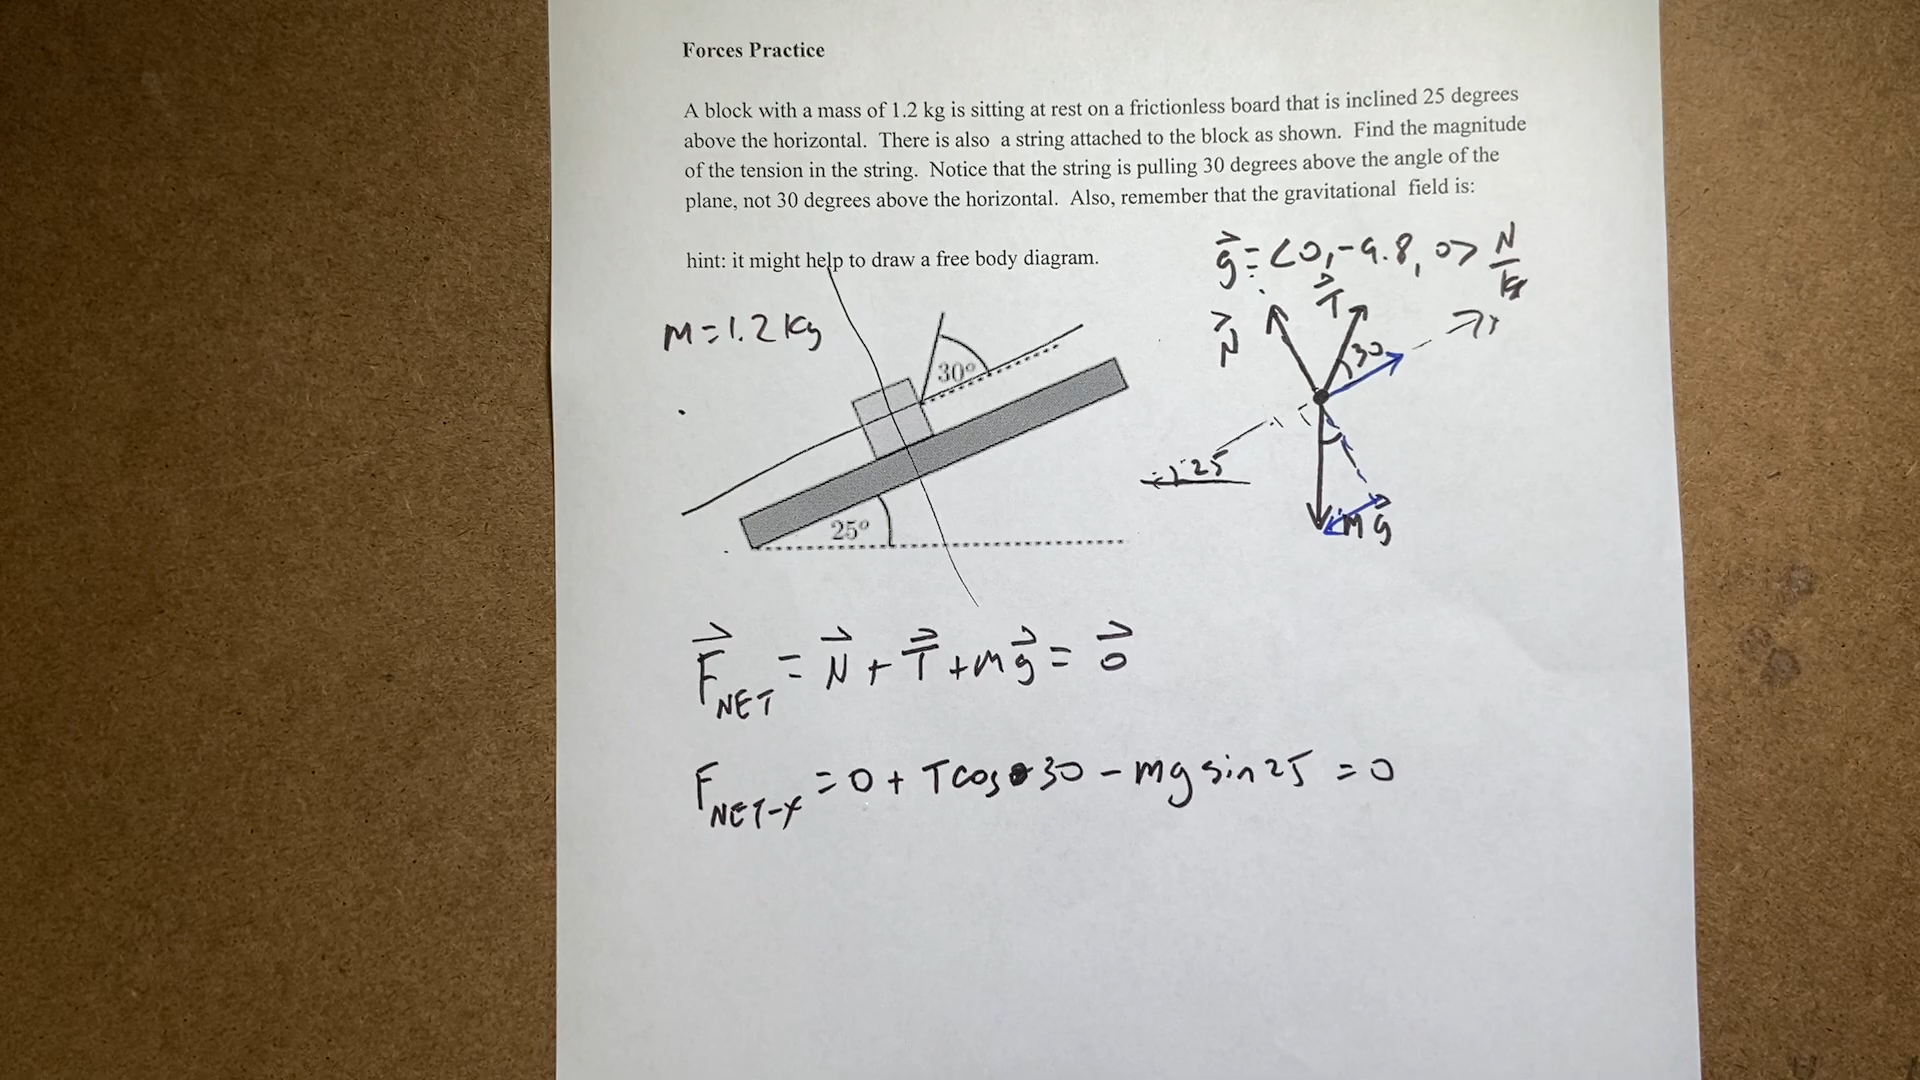 Forces Practice
A block with a mass of 1.2 kg is sitting at rest on a frictionless board that is inclined 25 degrees
above the horizontal. There is also a string attached to the block as shown. Find the magnitude
of the tension in the string. Notice that the string is pulling 30 degrees above the angle of the
plane, not 30 degrees above the horizontal. Also, remember that the gravitational field is:
hint: it might help to draw a free body diagram.
g⃗ = <0, -9.8, 0> N/kg
M = 1.2 kg
30°
25°
N⃗
T⃗
30
x
25
mg⃗
F⃗NET = N⃗ + T⃗ + mg⃗ = 0⃗
FNET-x = 0 + Tcos 30 - mg sin 25 = 0